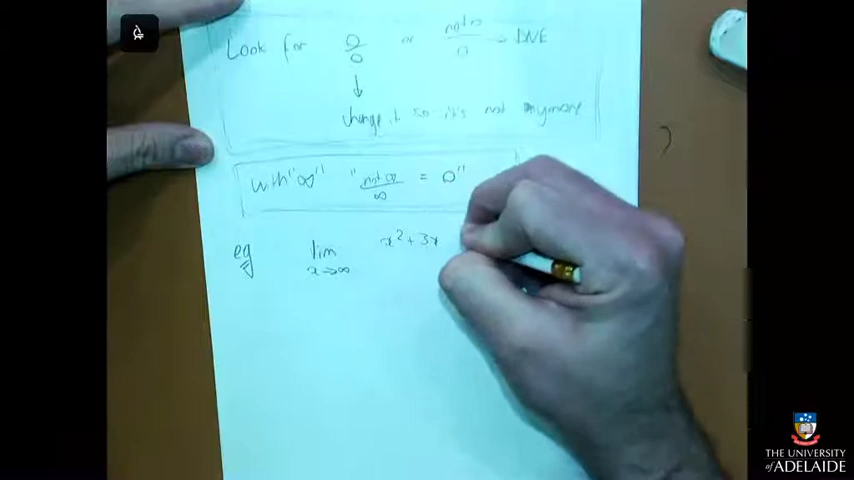 Look for 0/0 or not 0/0 → DNE
↓
change it so it's not anymore
with "∞" "not ∞/∞ = 0"
eg lim x→∞ x² + 3x
THE UNIVERSITY
of ADELAIDE